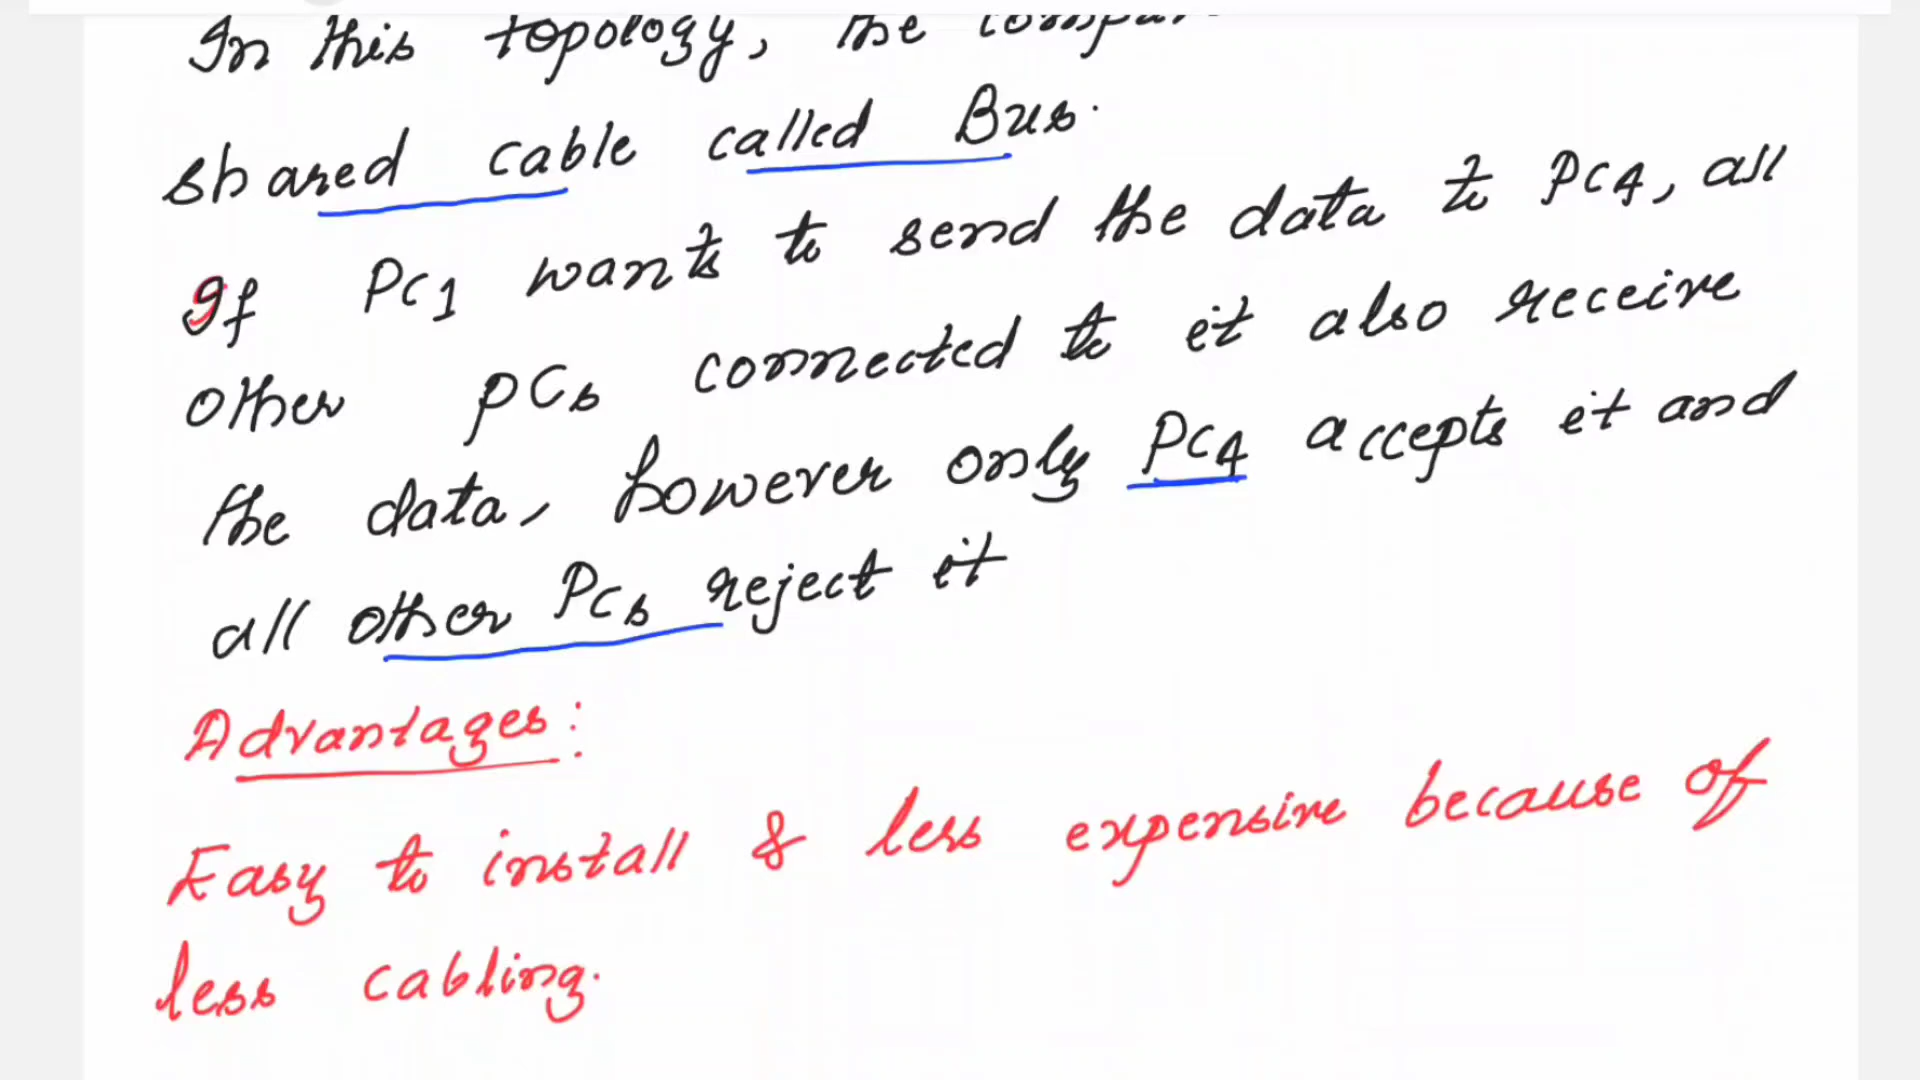 In this topology, the
shared cable called Bus.
If PC1 wants to send the data to PC4, all
other PCs connected to it also receive
the data, however only PC4 accepts it and
all other PCs reject it
Advantages:
Easy to install & less expensive because of
less cabling.